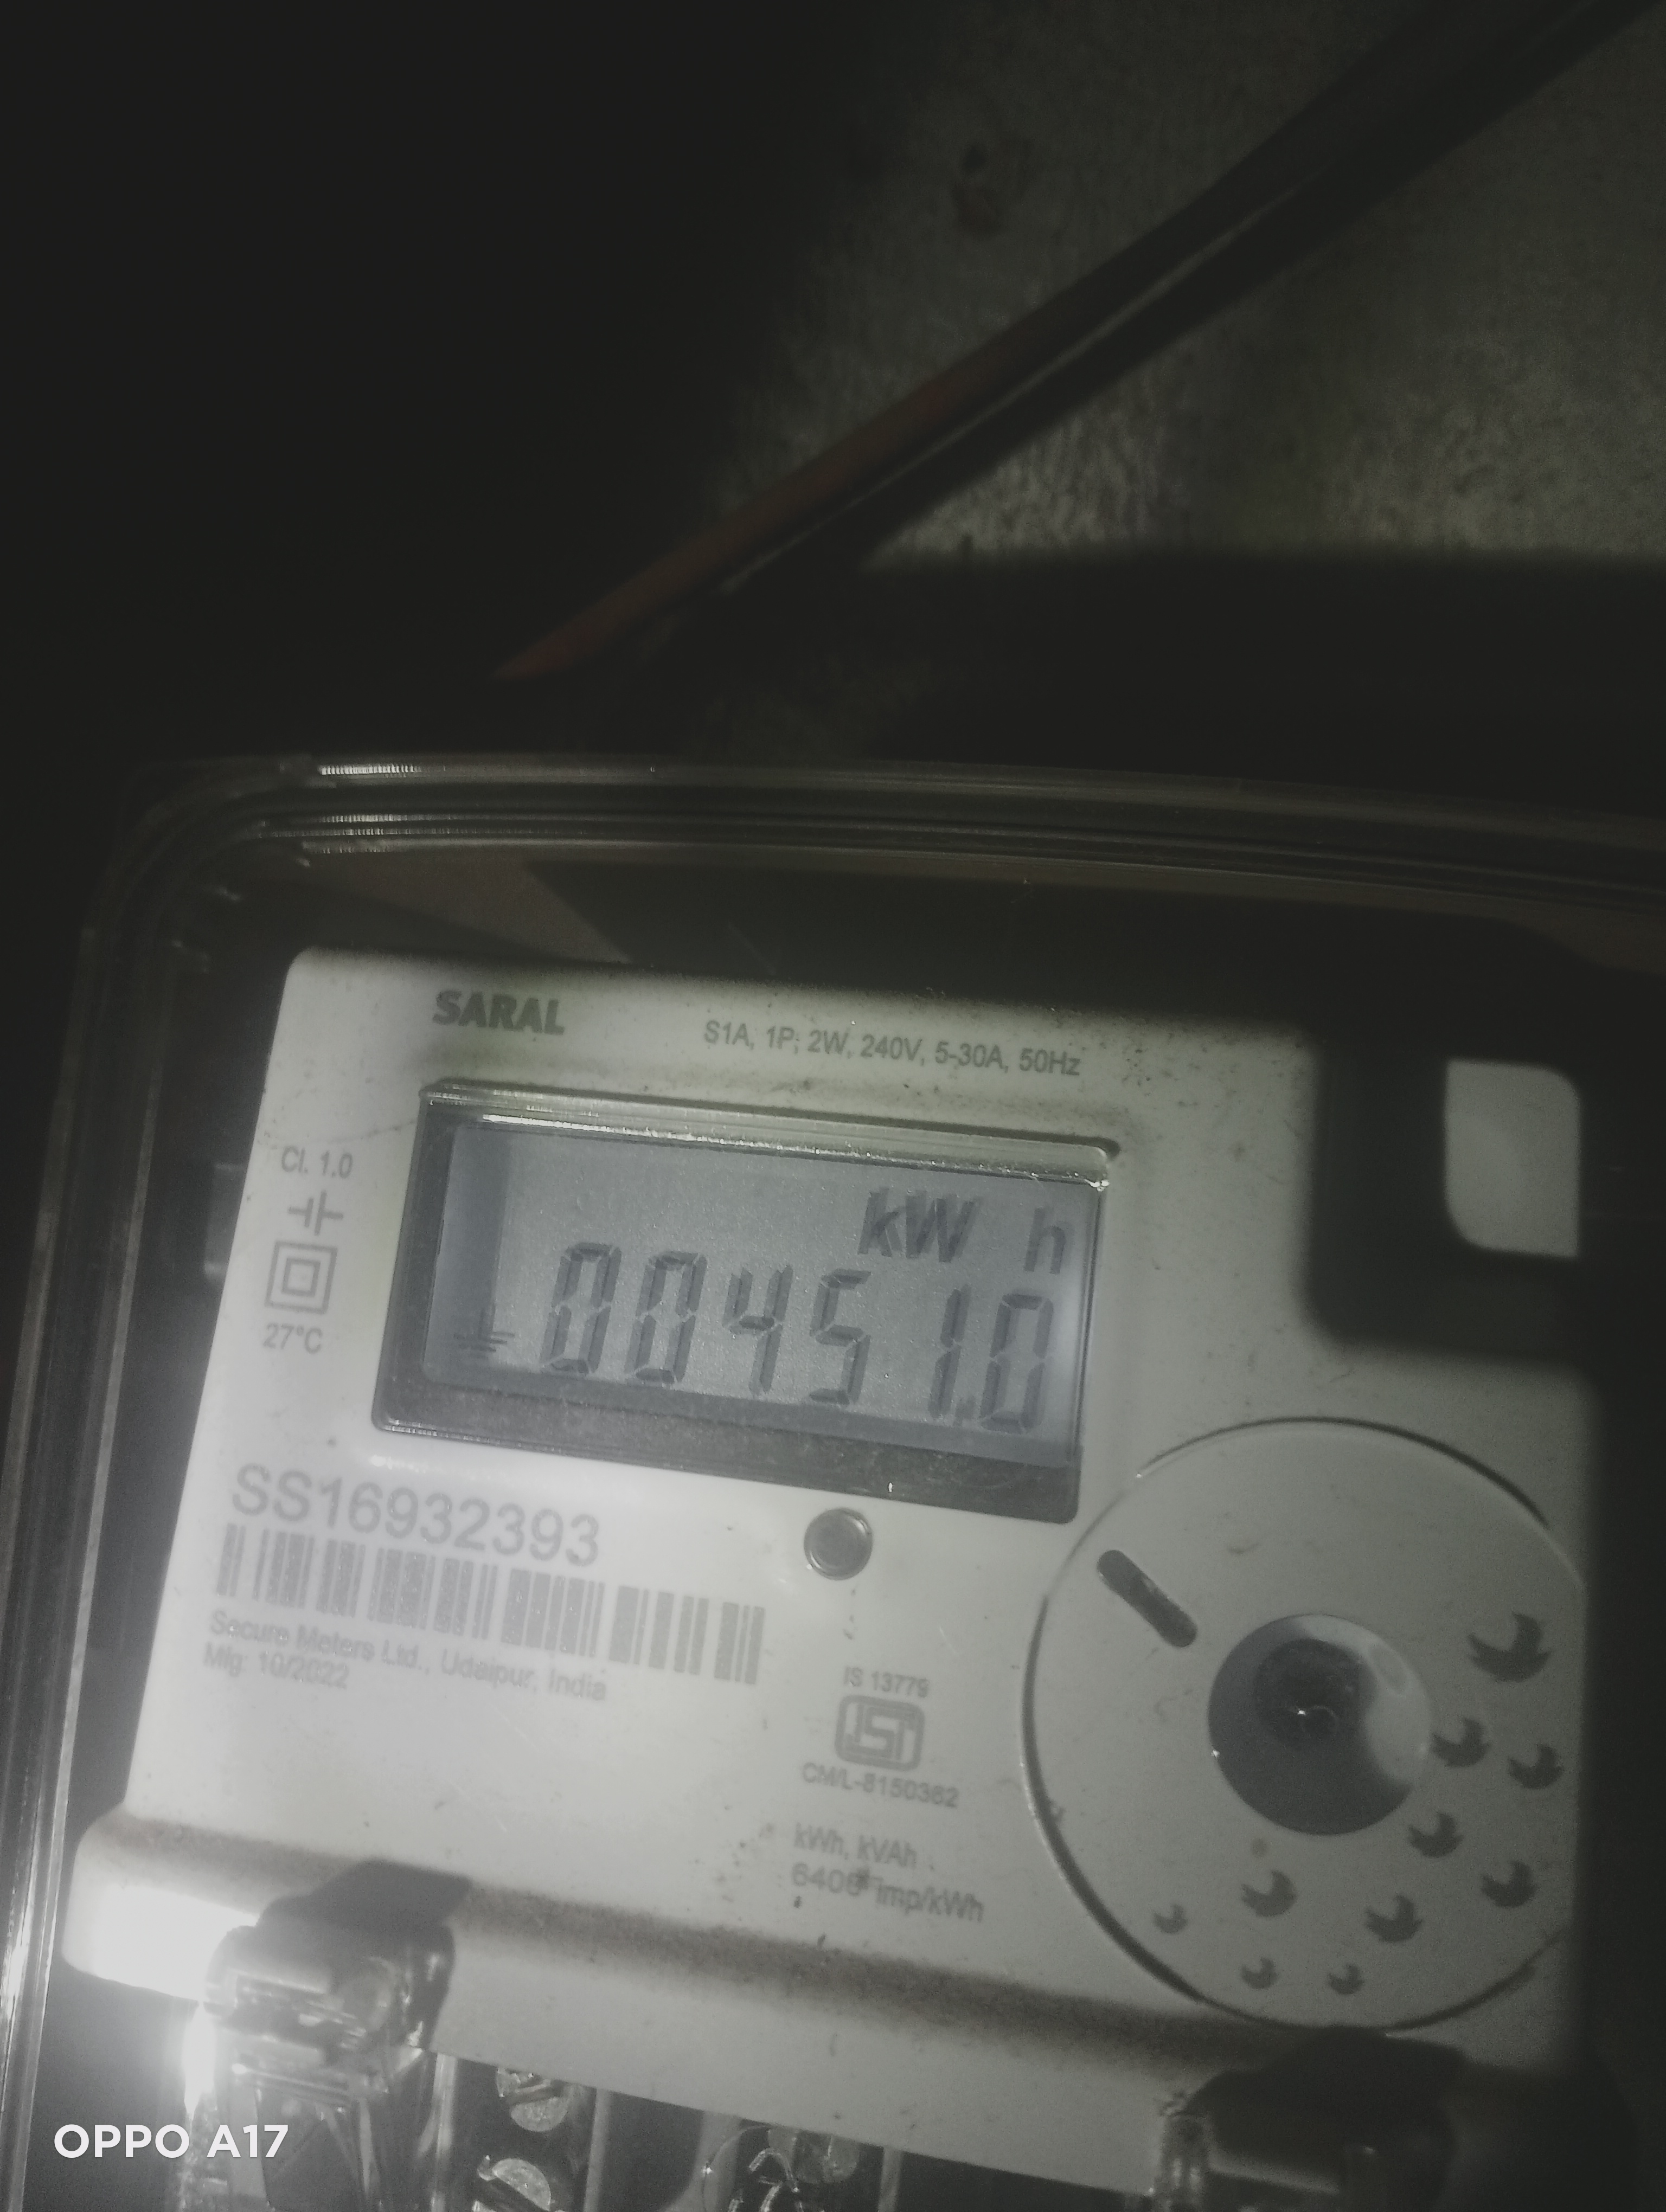 SARAL
S1A, 1P, 2W, 240V, 5-30A, 50Hz
Cl. 1.0
27°C
kW h
00451.0
SS16932393
Secure Meters Ltd., Udaipur, India
Mfg: 10/2022
IS 13779
ISI
CM/L-8150362
kWh, kVAh
6400 imp/kWh
OPPO A17